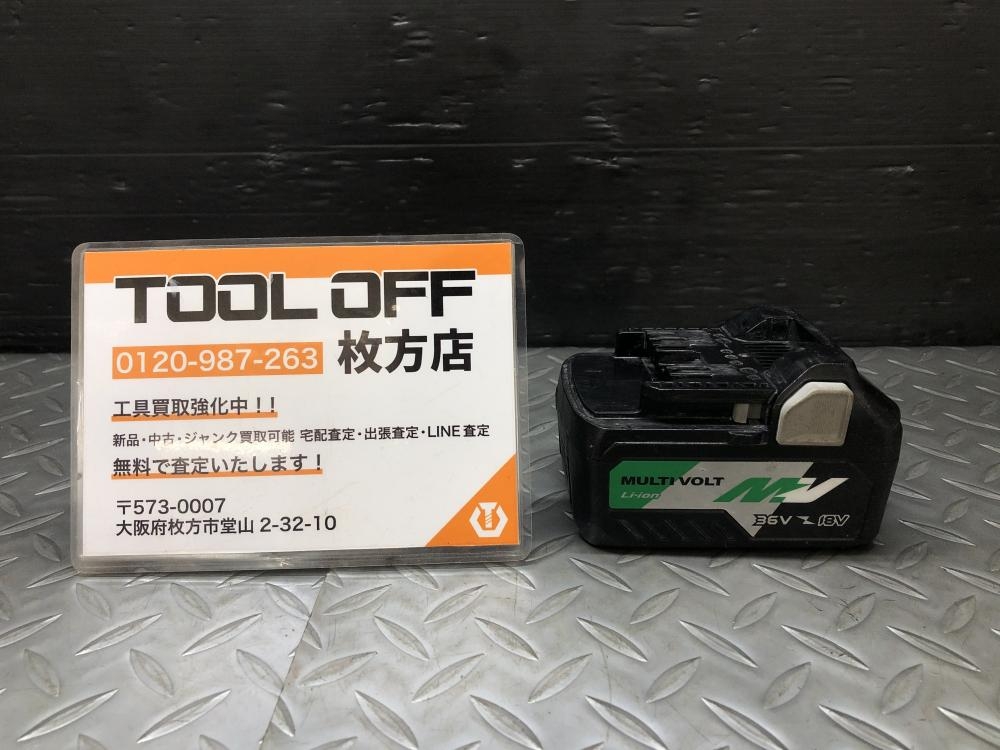 TOOL OFF
0120-987-263 枚方店
工具買取強化中！！
新品・中古・ジャンク買取可能 宅配査定・出張査定・LINE査定
無料で査定いたします！
〒573-0007
大阪府枚方市堂山 2-32-10
MULTI VOLT
Li-ion
MV
36V 18V